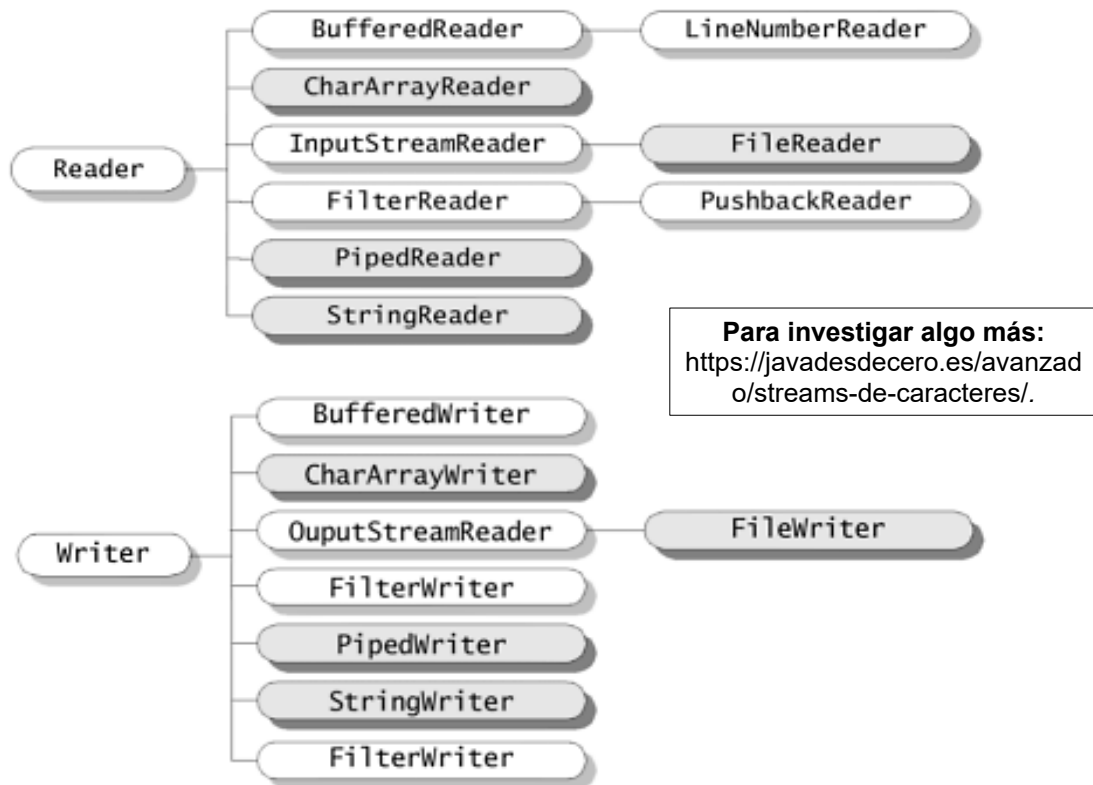 BufferedReader
LineNumberReader
CharArrayReader
InputStreamReader
FileReader
Reader
FilterReader
PushbackReader
PipedReader
StringReader
Para investigar algo más:
https://javadesdecero.es/avanzad
o/streams-de-caracteres/.
BufferedWriter
CharArrayWriter
OuputStreamReader
FileWriter
Writer
FilterWriter
PipedWriter
StringWriter
FilterWriter